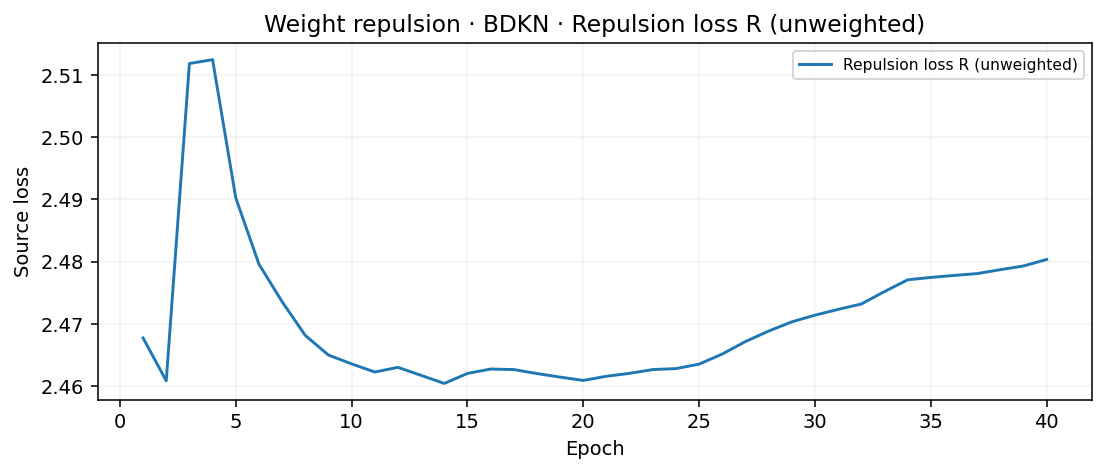 Weight repulsion · BDKN · Repulsion loss R (unweighted)
Repulsion loss R (unweighted)
Source loss
2.51
2.50
2.49
2.48
2.47
2.46
0 5 10 15 20 25 30 35 40
Epoch